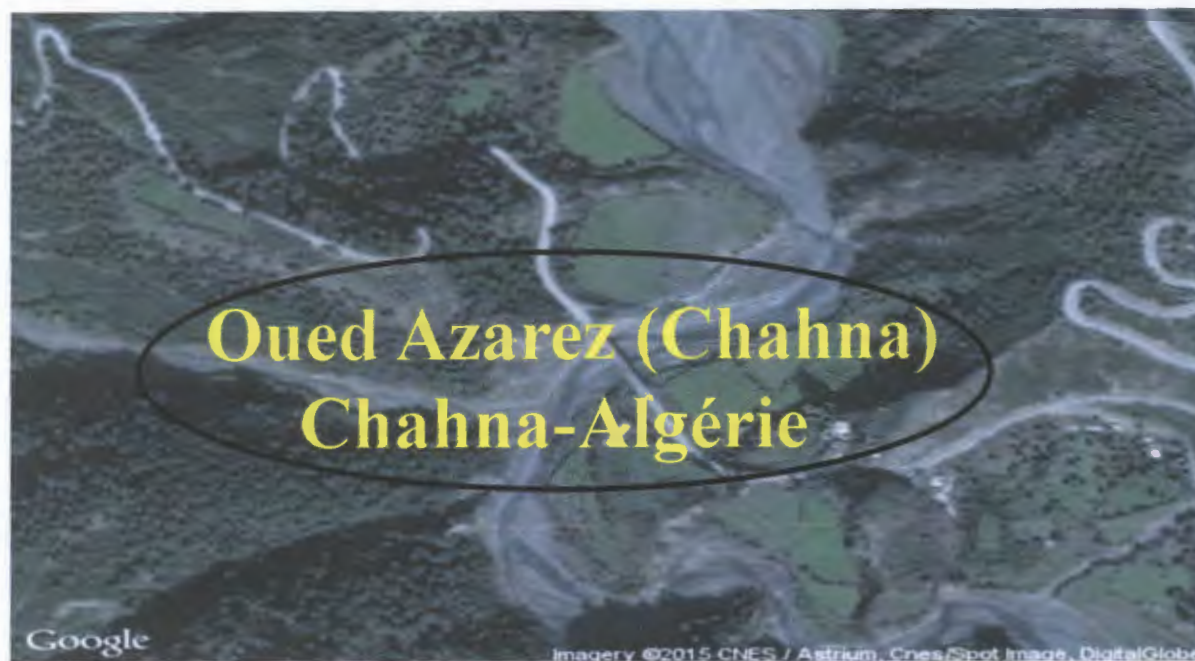 Oued Azarez (Chahna)
Chahna-Algérie
Google
Imagery ©2015 CNES / Astrium, Cnes/Spot Image, DigitalGlobe